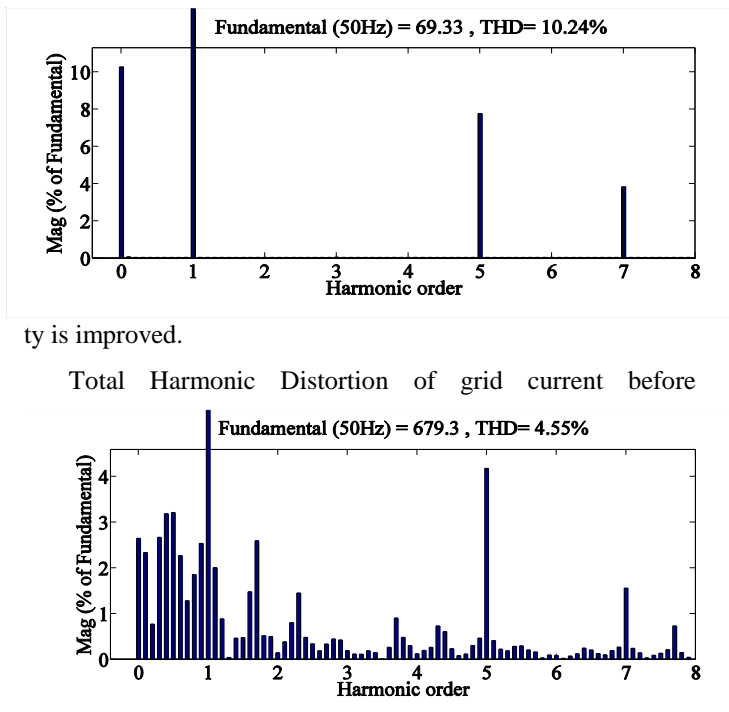 Fundamental (50Hz) = 69.33 , THD= 10.24%
Mag (% of Fundamental)
10
8
6
4
2
0
0 1 2 3 4 5 6 7 8
Harmonic order
ty is improved.
Total Harmonic Distortion of grid current before
Fundamental (50Hz) = 679.3 , THD= 4.55%
Mag (% of Fundamental)
4
3
2
1
0
0 1 2 3 4 5 6 7 8
Harmonic order